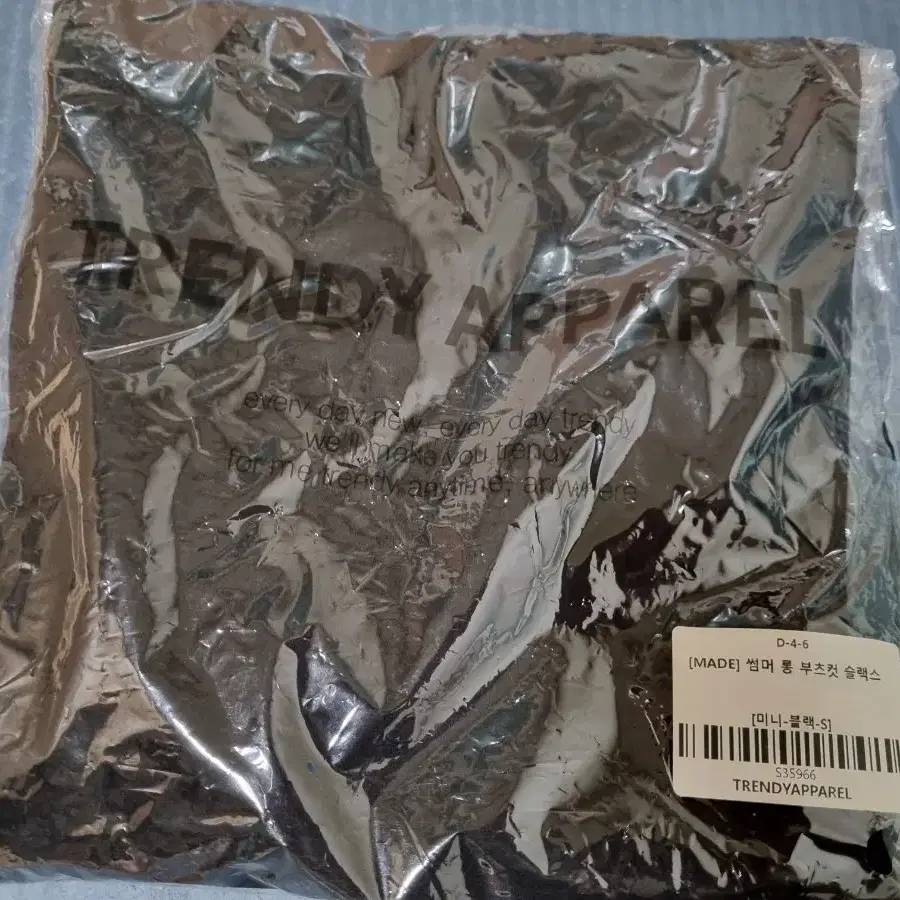 TRENDY APPAREL
every day new, every day trendy
we'll make you trendy
for me trendy anytime, anywhere
D-4-6
[MADE] 썸머 롱 부츠컷 슬랙스
[미니-블랙-S]
S35966
TRENDYAPPAREL